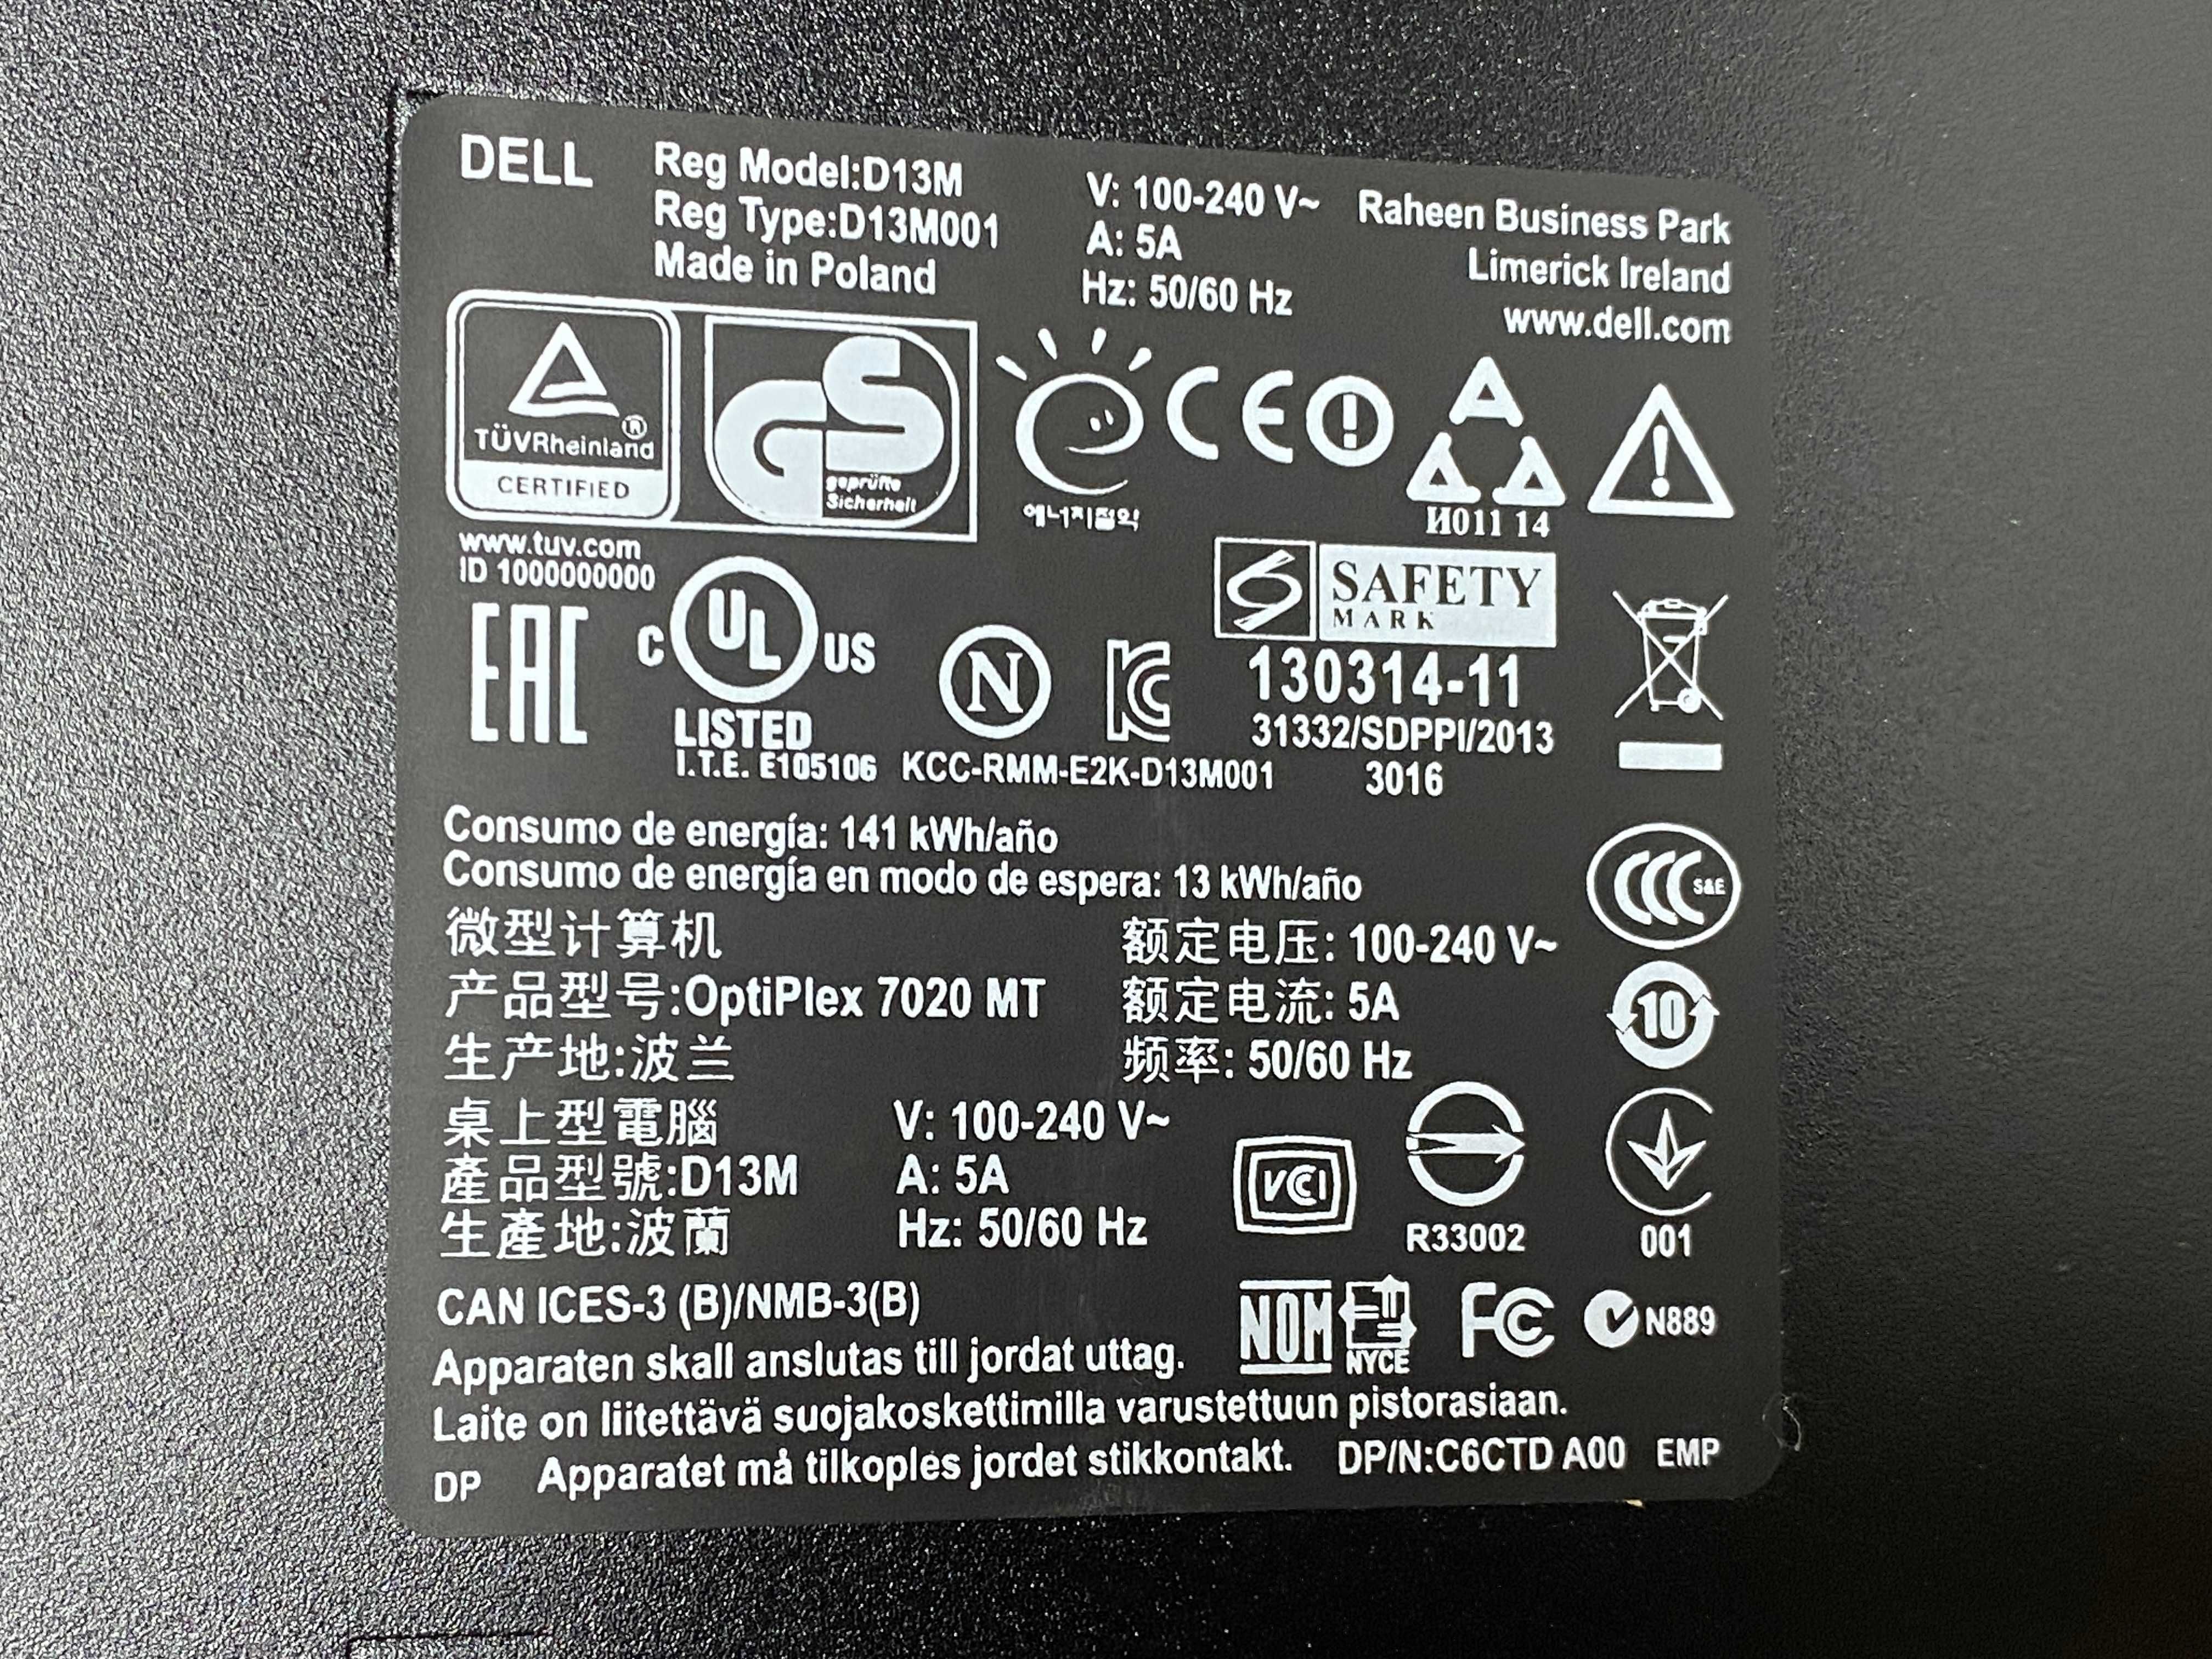 DELL
Reg Model:D13M
Reg Type:D13M001
Made in Poland
V: 100-240 V~
A: 5A
Hz: 50/60 Hz
Raheen Business Park
Limerick Ireland
www.dell.com
TÜVRheinland ®
CERTIFIED
GS
geprüfte
Sicherheit
에너지절약
CE
И011 14
www.tuv.com
ID 1000000000
EAC
C UL US
LISTED
I.T.E. E105106
N
KC
KCC-RMM-E2K-D13M001
SAFETY
MARK
130314-11
31332/SDPPI/2013
3016
Consumo de energía: 141 kWh/año
Consumo de energía en modo de espera: 13 kWh/año
CCC S&E
微型计算机
产品型号:OptiPlex 7020 MT
生产地:波兰
额定电压: 100-240 V~
额定电流: 5A
频率: 50/60 Hz
10
桌上型電腦
產品型號:D13M
生產地:波蘭
V: 100-240 V~
A: 5A
Hz: 50/60 Hz
VCCI
R33002
001
CAN ICES-3 (B)/NMB-3(B)
NOM
NYCE
FC
N889
Apparaten skall anslutas till jordat uttag.
Laite on liitettävä suojakoskettimilla varustettuun pistorasiaan.
DP Apparatet må tilkoples jordet stikkontakt. DP/N:C6CTD A00 EMP